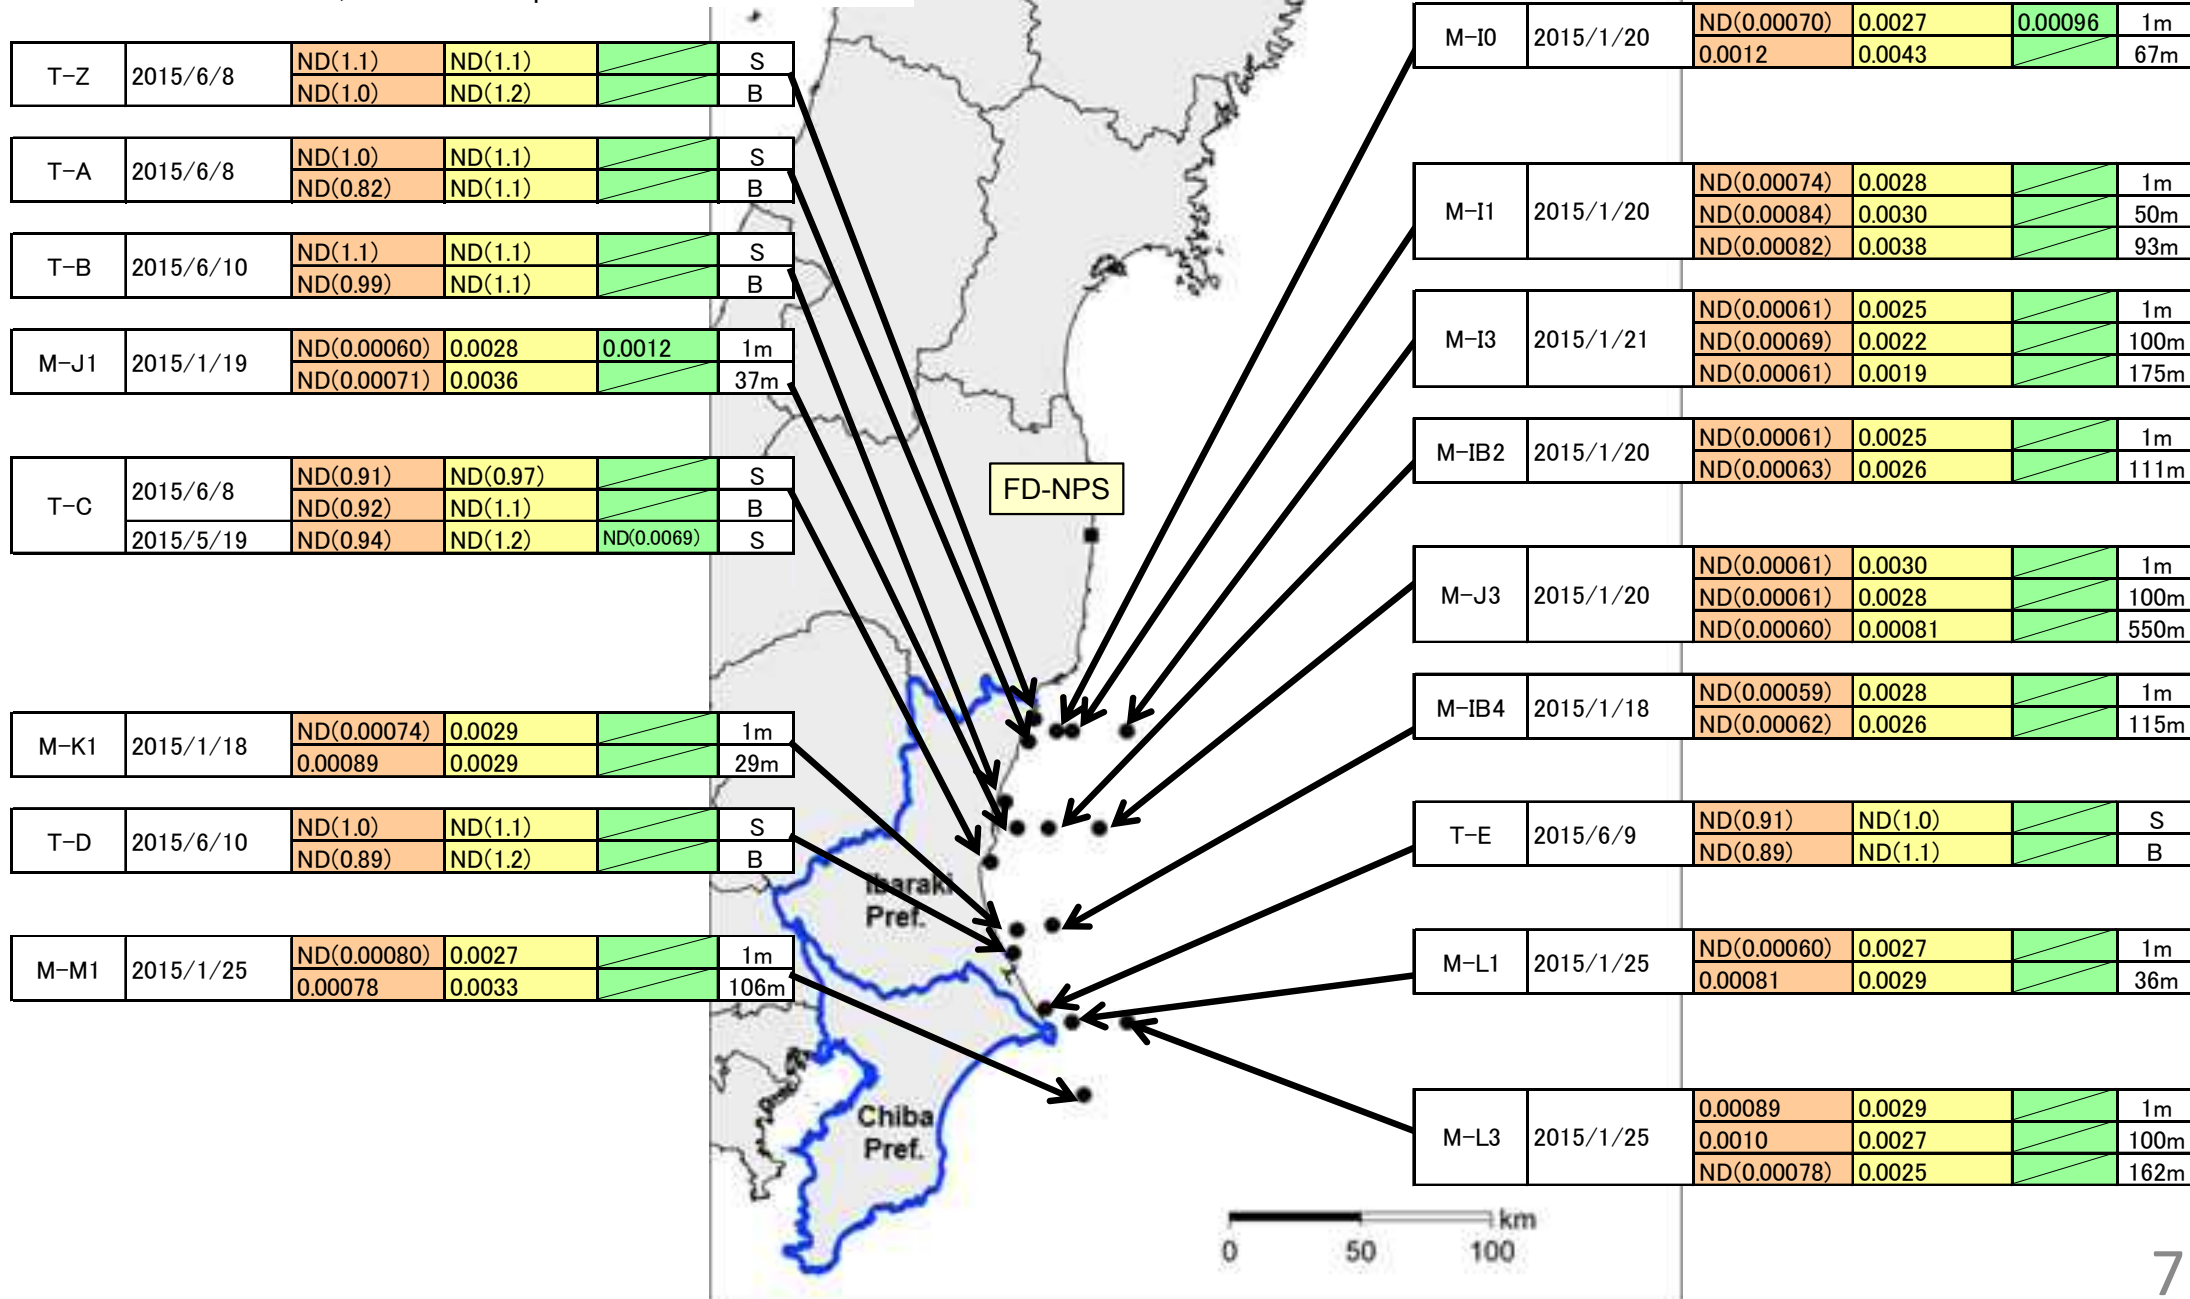 T-Z 2015/6/8 ND(1.1) ND(1.1) S
ND(1.0) ND(1.2) B
T-A 2015/6/8 ND(1.0) ND(1.1) S
ND(0.82) ND(1.1) B
T-B 2015/6/10 ND(1.1) ND(1.1) S
ND(0.99) ND(1.1) B
M-J1 2015/1/19 ND(0.00060) 0.0028 0.0012 1m
ND(0.00071) 0.0036 37m
T-C 2015/6/8 ND(0.91) ND(0.97) S
ND(0.92) ND(1.1) B
2015/5/19 ND(0.94) ND(1.2) ND(0.0069) S
M-K1 2015/1/18 ND(0.00074) 0.0029 1m
0.00089 0.0029 29m
T-D 2015/6/10 ND(1.0) ND(1.1) S
ND(0.89) ND(1.2) B
M-M1 2015/1/25 ND(0.00080) 0.0027 1m
0.00078 0.0033 106m
FD-NPS
Ibaraki
Pref.
Chiba
Pref.
M-I0 2015/1/20 ND(0.00070) 0.0027 0.00096 1m
0.0012 0.0043 67m
M-I1 2015/1/20 ND(0.00074) 0.0028 1m
ND(0.00084) 0.0030 50m
ND(0.00082) 0.0038 93m
M-I3 2015/1/21 ND(0.00061) 0.0025 1m
ND(0.00069) 0.0022 100m
ND(0.00061) 0.0019 175m
M-IB2 2015/1/20 ND(0.00061) 0.0025 1m
ND(0.00063) 0.0026 111m
M-J3 2015/1/20 ND(0.00061) 0.0030 1m
ND(0.00061) 0.0028 100m
ND(0.00060) 0.00081 550m
M-IB4 2015/1/18 ND(0.00059) 0.0028 1m
ND(0.00062) 0.0026 115m
T-E 2015/6/9 ND(0.91) ND(1.0) S
ND(0.89) ND(1.1) B
M-L1 2015/1/25 ND(0.00060) 0.0027 1m
0.00081 0.0029 36m
M-L3 2015/1/25 0.00089 0.0029 1m
0.0010 0.0027 100m
ND(0.00078) 0.0025 162m
km
0 50 100
7